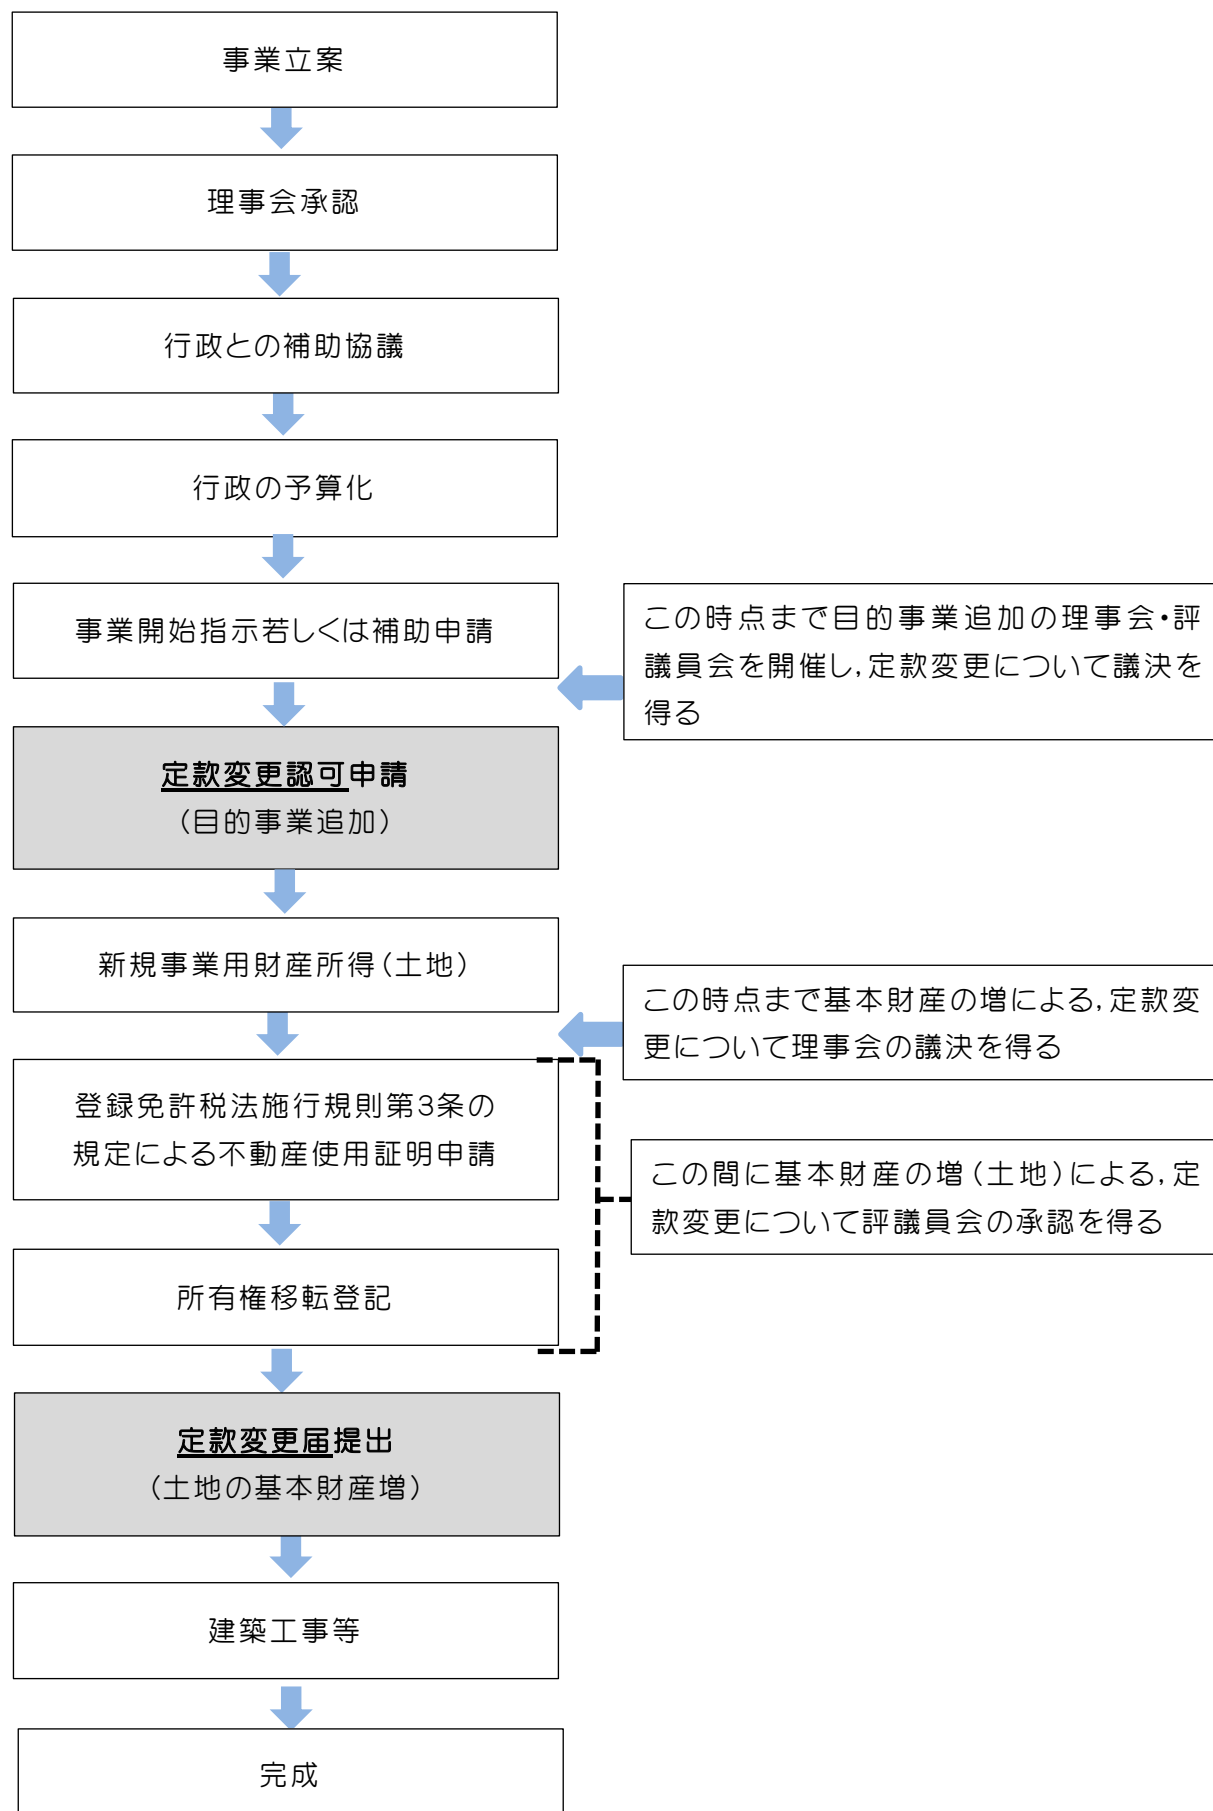 事業立案
理事会承認
行政との補助協議
行政の予算化
事業開始指示若しくは補助申請
この時点まで目的事業追加の理事会・評
議員会を開催し,定款変更について議決を
得る
定款変更認可申請
（目的事業追加）
新規事業用財産所得（土地）
この時点まで基本財産の増による,定款変
更について理事会の議決を得る
登録免許税法施行規則第3条の
規定による不動産使用証明申請
この間に基本財産の増（土地）による,定
款変更について評議員会の承認を得る
所有権移転登記
定款変更届提出
（土地の基本財産増）
建築工事等
完成